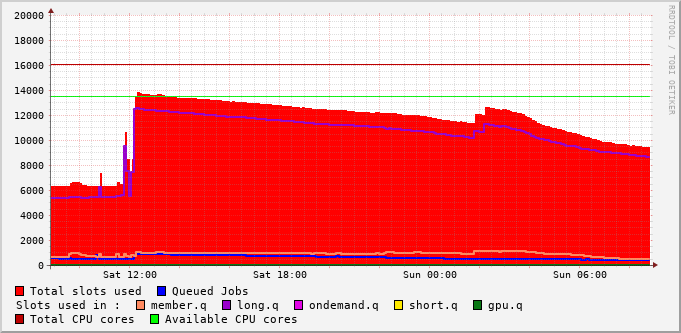 RRDTOOL / TOBI OETIKER
20000
18000
16000
14000
12000
10000
8000
6000
4000
2000
0
Sat 12:00 Sat 18:00 Sun 00:00 Sun 06:00
Total slots used Queued Jobs
Slots used in : member.q long.q ondemand.q short.q gpu.q
Total CPU cores Available CPU cores